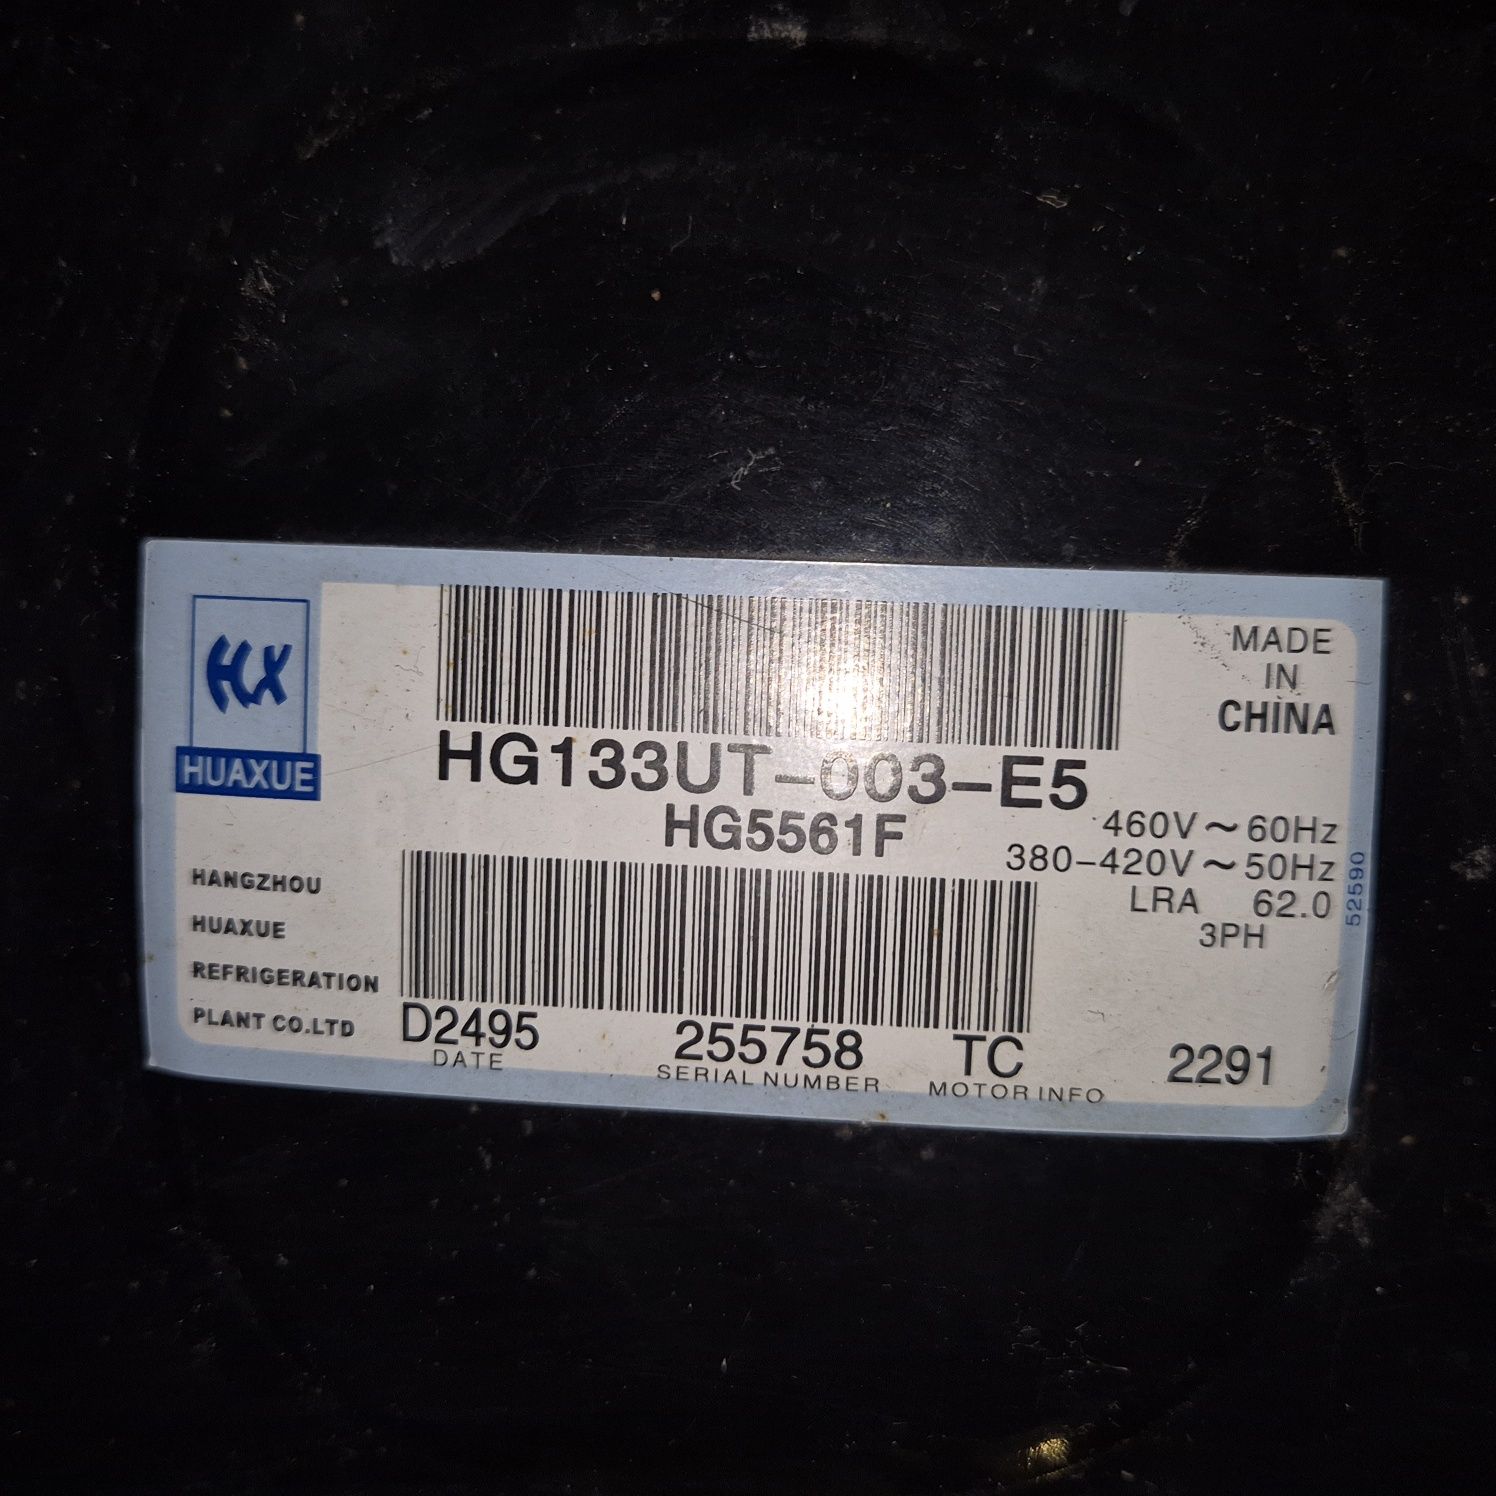 HX
HUAXUE
MADE
IN
CHINA
HG133UT-003-E5
HG5561F
460V~60Hz
380-420V~50Hz
LRA 62.0
3PH
52590
HANGZHOU
HUAXUE
REFRIGERATION
PLANT CO.LTD
D2495 255758 TC 2291
DATE SERIAL NUMBER MOTOR INFO